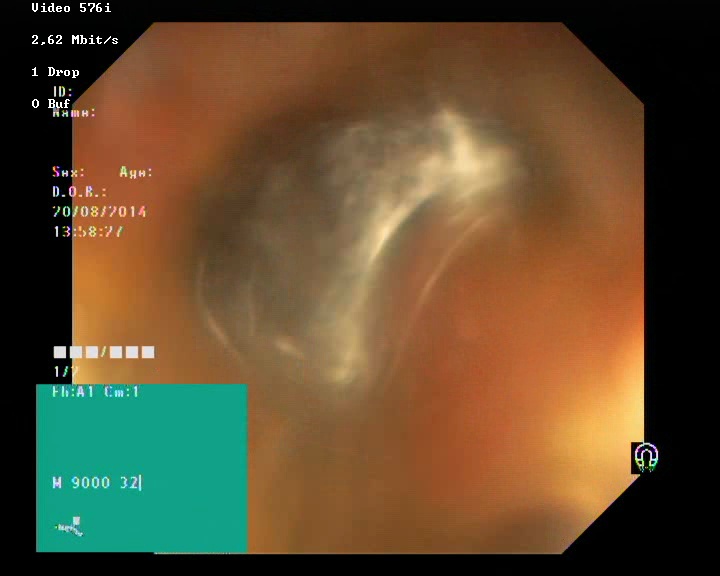 Video 576i
2,62 Mbit/s
1 Drop
0 Buf
ID:
Name:
Sex: Age:
D.O.B.:
20/08/2014
13:58:27
/
1/7
Eh:A1 Cm:1
M 9000 32